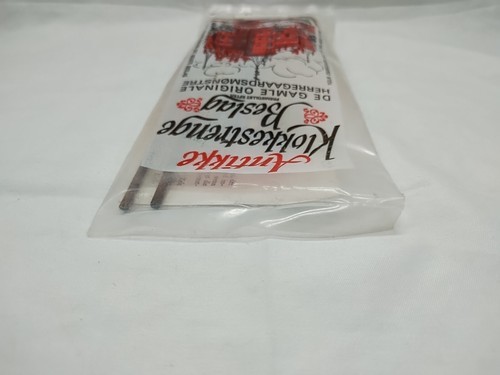 Antikke
Klokkestrenge
Beslag
DE GAMLE ORIGINALE
HERREGAARDSMØNSTRE